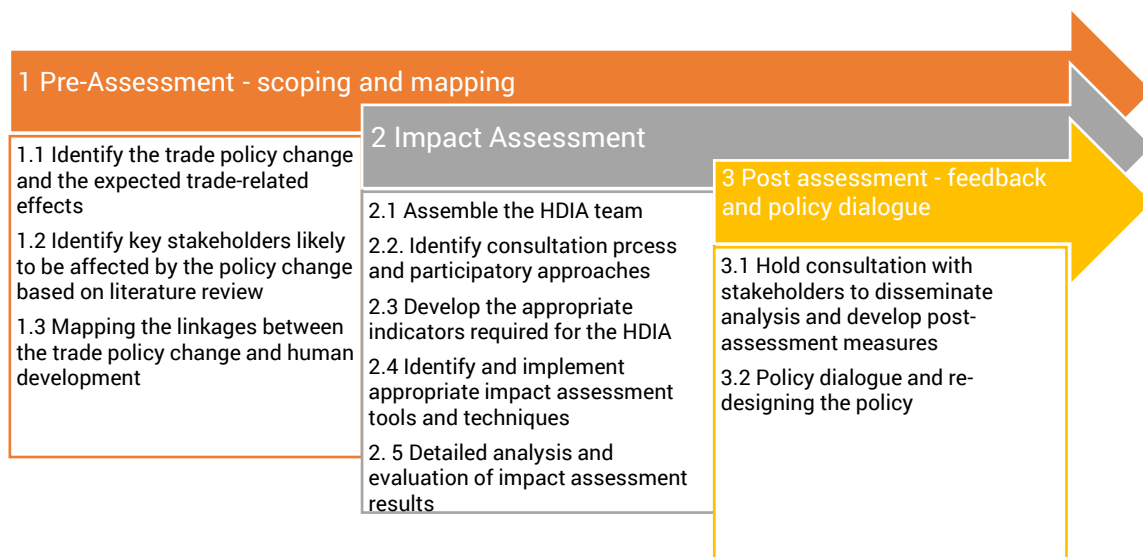 1 Pre-Assessment - scoping and mapping
1.1 Identify the trade policy change
and the expected trade-related
effects
1.2 Identify key stakeholders likely
to be affected by the policy change
based on literature review
1.3 Mapping the linkages between
the trade policy change and human
development
2 Impact Assessment
2.1 Assemble the HDIA team
2.2. Identify consultation prcess
and participatory approaches
2.3 Develop the appropriate
indicators required for the HDIA
2.4 Identify and implement
appropriate impact assessment
tools and techniques
2. 5 Detailed analysis and
evaluation of impact assessment
results
3 Post assessment - feedback
and policy dialogue
3.1 Hold consultation with
stakeholders to disseminate
analysis and develop post-
assessment measures
3.2 Policy dialogue and re-
designing the policy